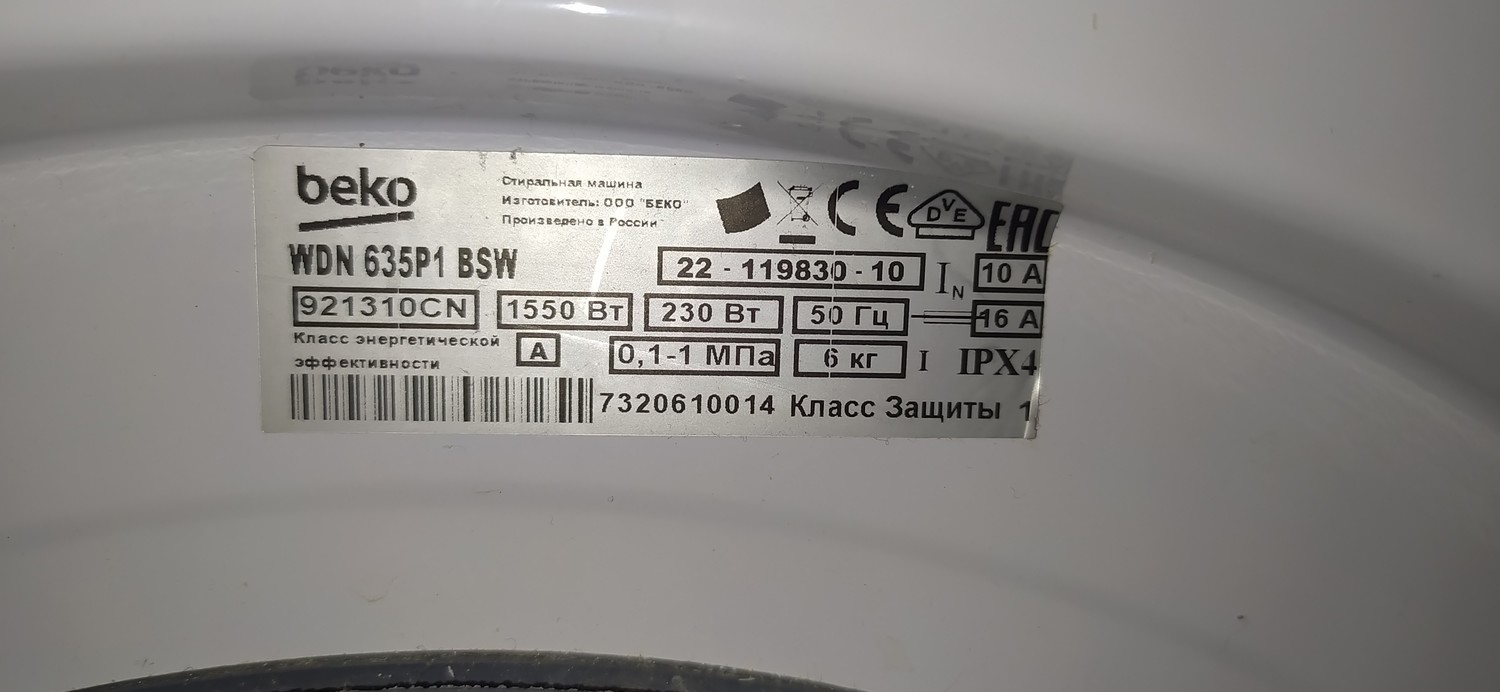 beko
Стиральная машина
Изготовитель: ООО "БЕКО"
Произведено в России
CE DVE EAC
WDN 635P1 BSW
22 - 119830 - 10 IN 10 A
921310CN 1550 Вт 230 Вт 50 Гц 16 A
Класс энергетической эффективности A
0,1-1 МПа 6 кг I IPX4
7320610014 Класс Защиты 1